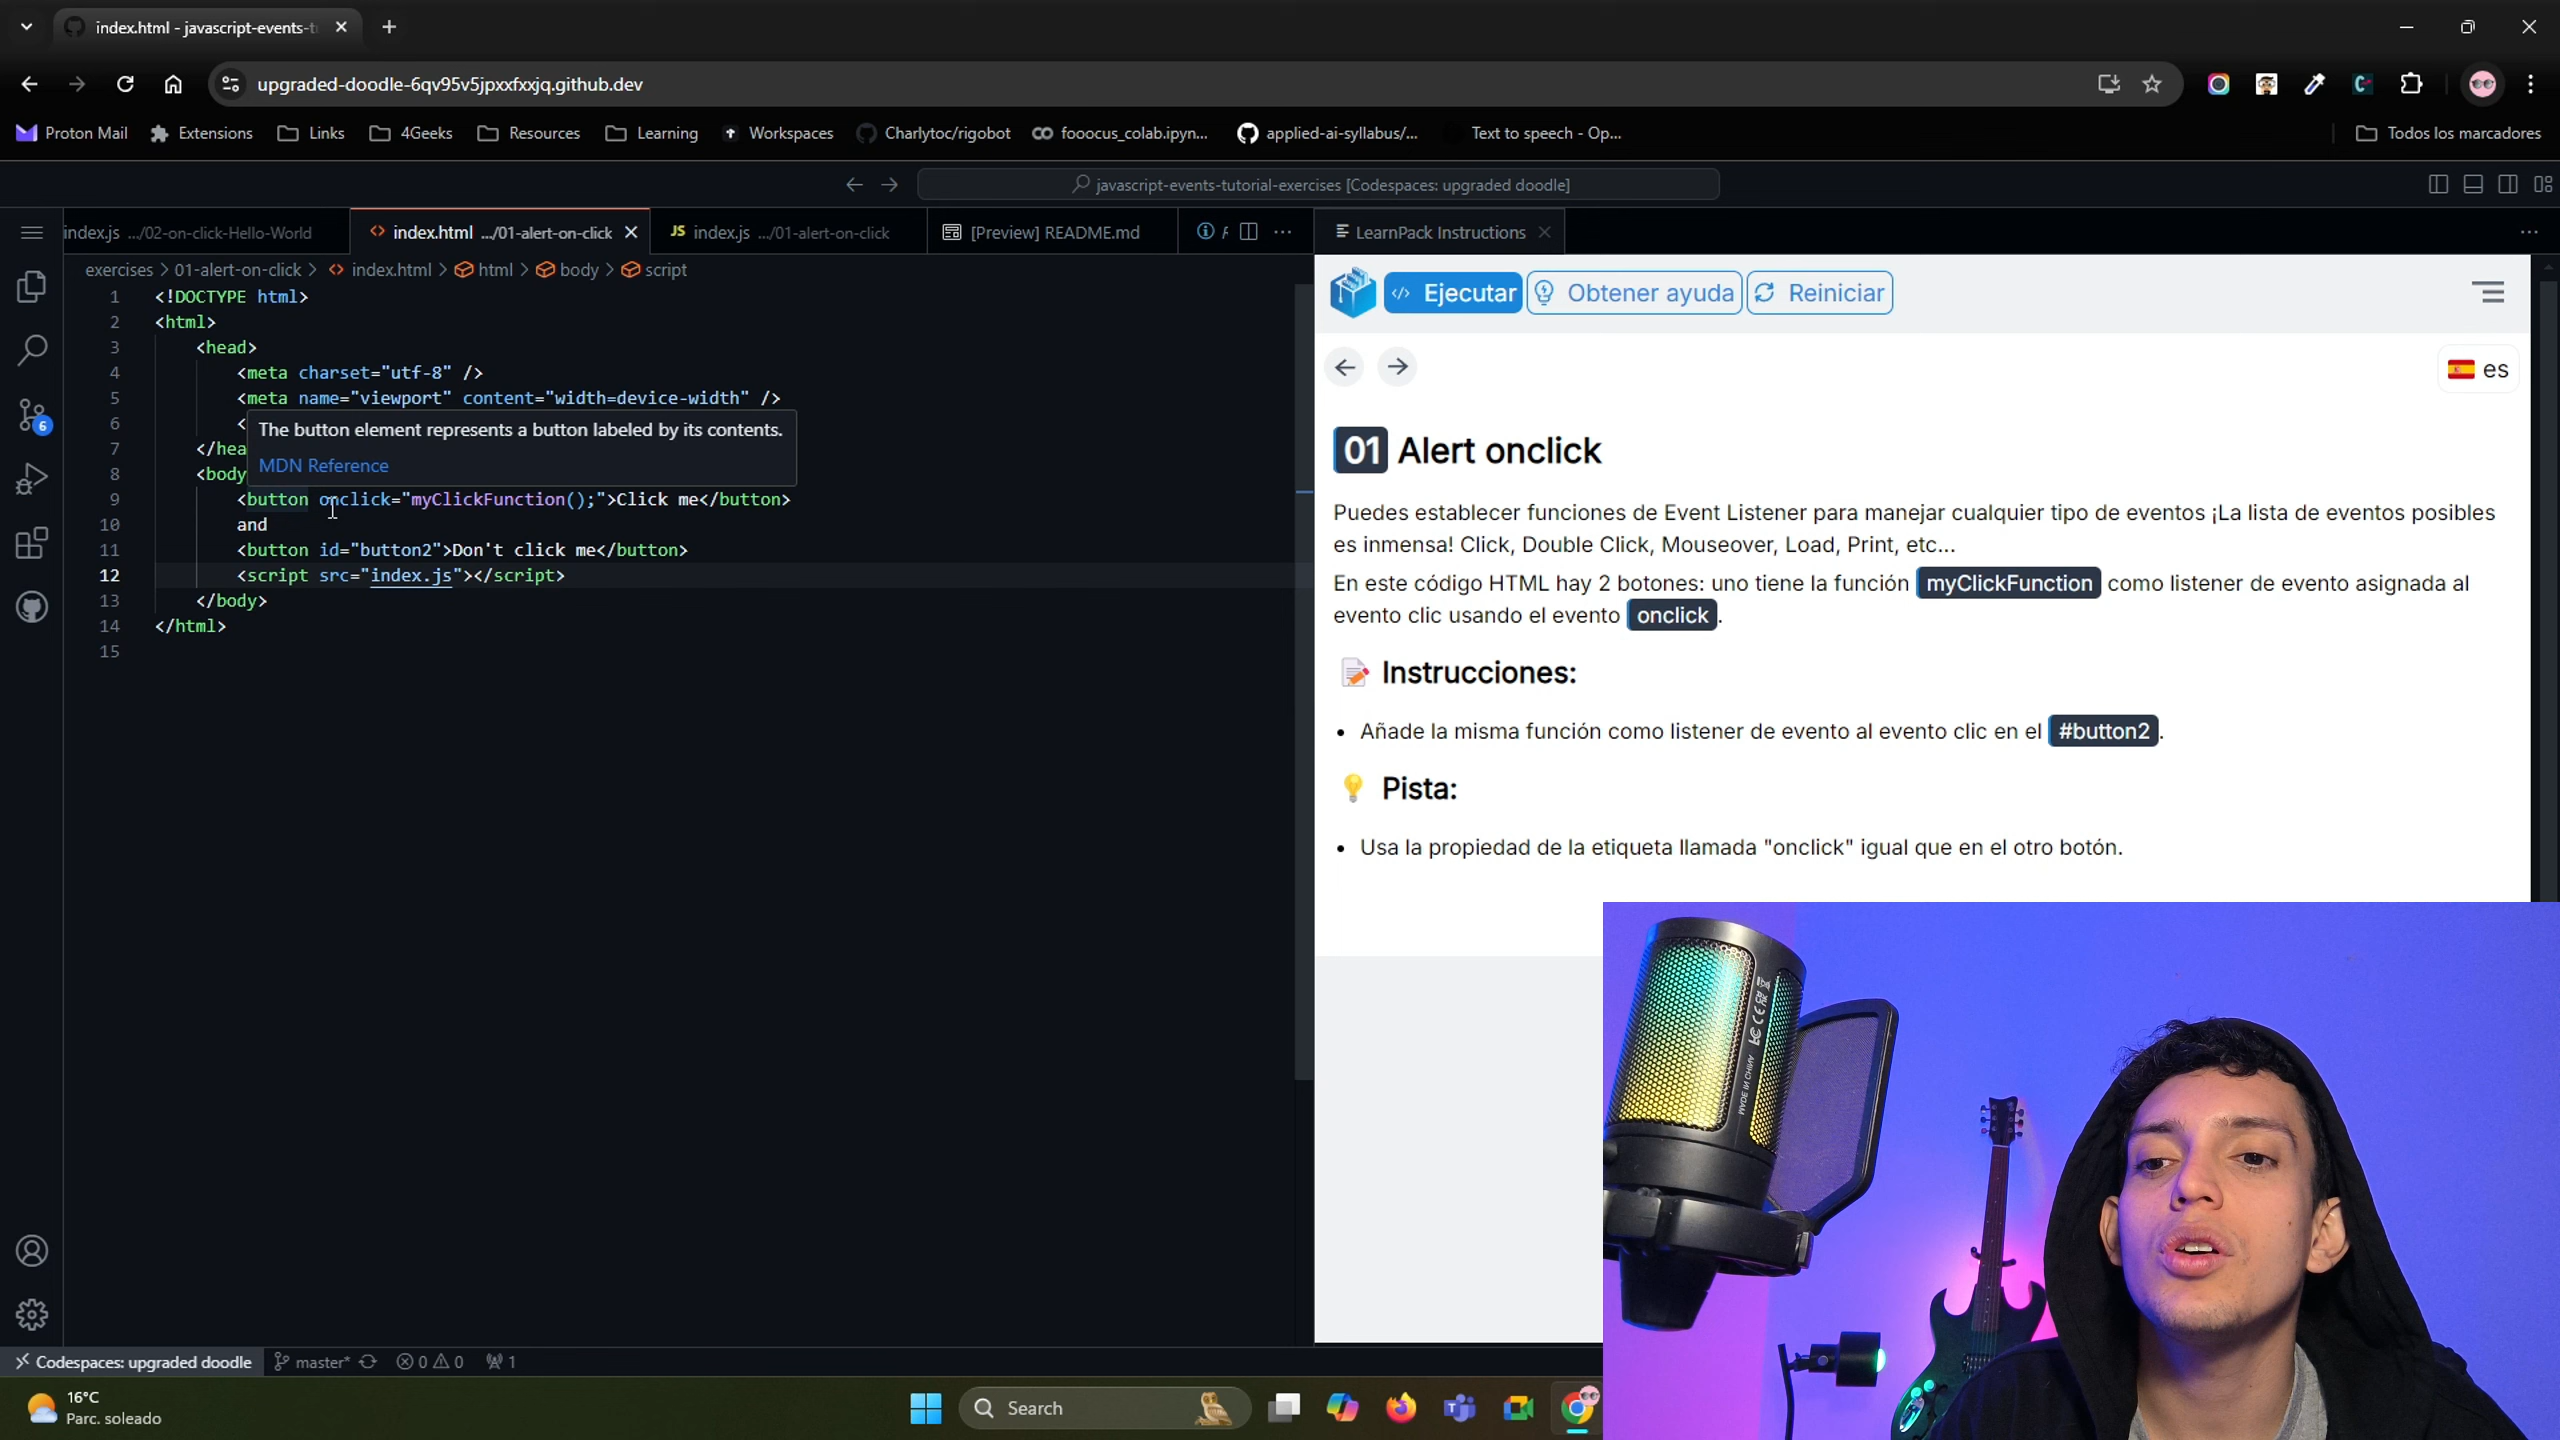 index.html - javascript-events-t
upgraded-doodle-6qv95v5jpxxfxxjq.github.dev
Proton Mail Extensions Links 4Geeks Resources Learning Workspaces Charlytoc/rigobot fooocus_colab.ipyn... applied-ai-syllabus/... Text to speech - Op... Todos los marcadores
javascript-events-tutorial-exercises [Codespaces: upgraded doodle]
index.js .../02-on-click-Hello-World index.html .../01-alert-on-click JS index.js .../01-alert-on-click [Preview] README.md LearnPack Instructions
exercises > 01-alert-on-click > index.html > html > body > script
1 <!DOCTYPE html>
2 <html>
3 <head>
4 <meta charset="utf-8" />
5 <meta name="viewport" content="width=device-width" />
6 <
The button element represents a button labeled by its contents.
MDN Reference
7 </hea
8 <body
9 <button onclick="myClickFunction();">Click me</button>
10 and
11 <button id="button2">Don't click me</button>
12 <script src="index.js"></script>
13 </body>
14 </html>
15
Ejecutar Obtener ayuda Reiniciar
es
01 Alert onclick
Puedes establecer funciones de Event Listener para manejar cualquier tipo de eventos ¡La lista de eventos posibles
es inmensa! Click, Double Click, Mouseover, Load, Print, etc...
En este código HTML hay 2 botones: uno tiene la función myClickFunction como listener de evento asignada al
evento clic usando el evento onclick.
Instrucciones:
• Añade la misma función como listener de evento al evento clic en el #button2.
Pista:
• Usa la propiedad de la etiqueta llamada "onclick" igual que en el otro botón.
MADE IN CHINA
6
Codespaces: upgraded doodle master* 0 0 1
16°C
Parc. soleado
Search